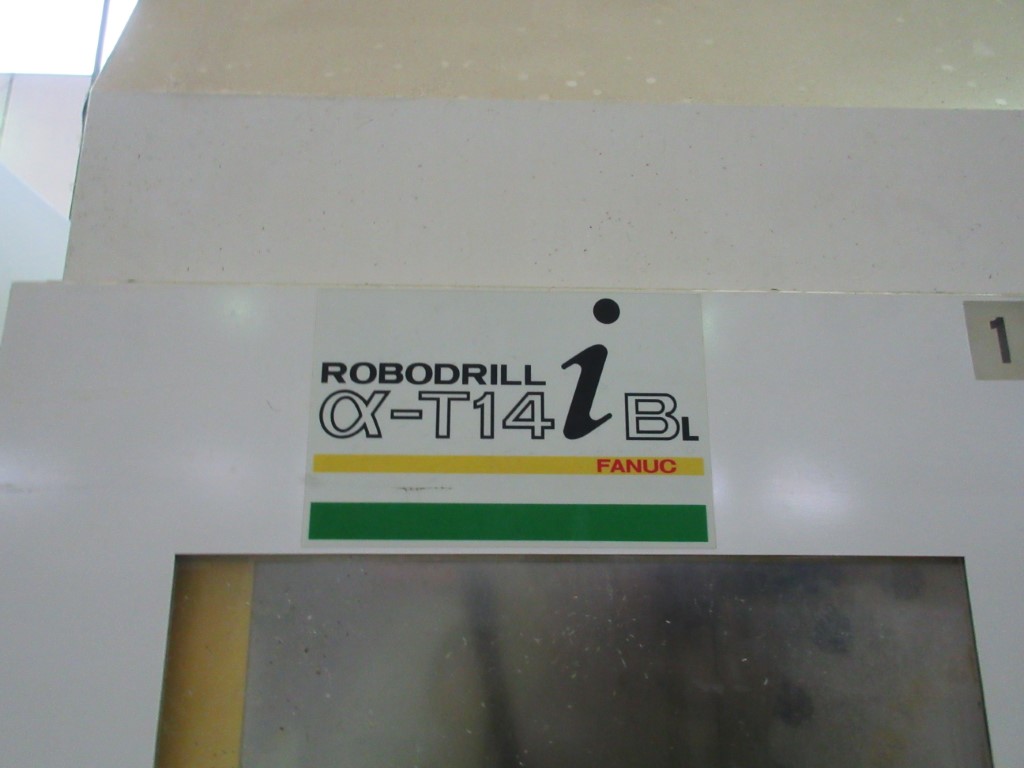 ROBODRILL
α-T14iBL
FANUC
1